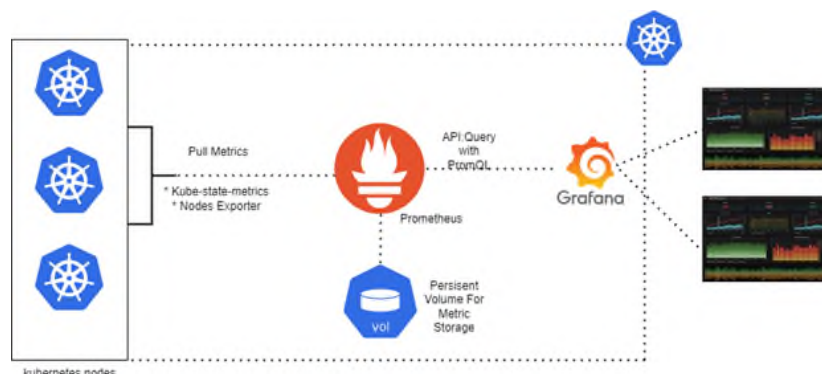 Pull Metrics
* Kube-state-metrics
* Nodes Exporter
kubernetes nodes
API:Query
with
PromQL
Prometheus
Persisent
Volume For
Metric
Storage
vol
Grafana